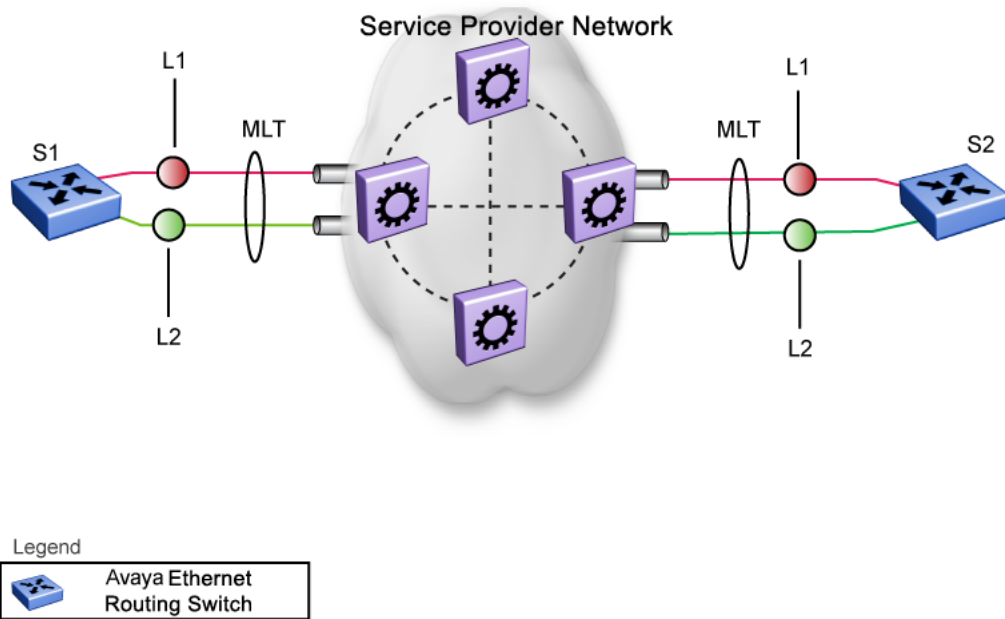 Service Provider Network
L1
L1
MLT
MLT
S1
S2
L2
L2
Legend
Avaya Ethernet
Routing Switch